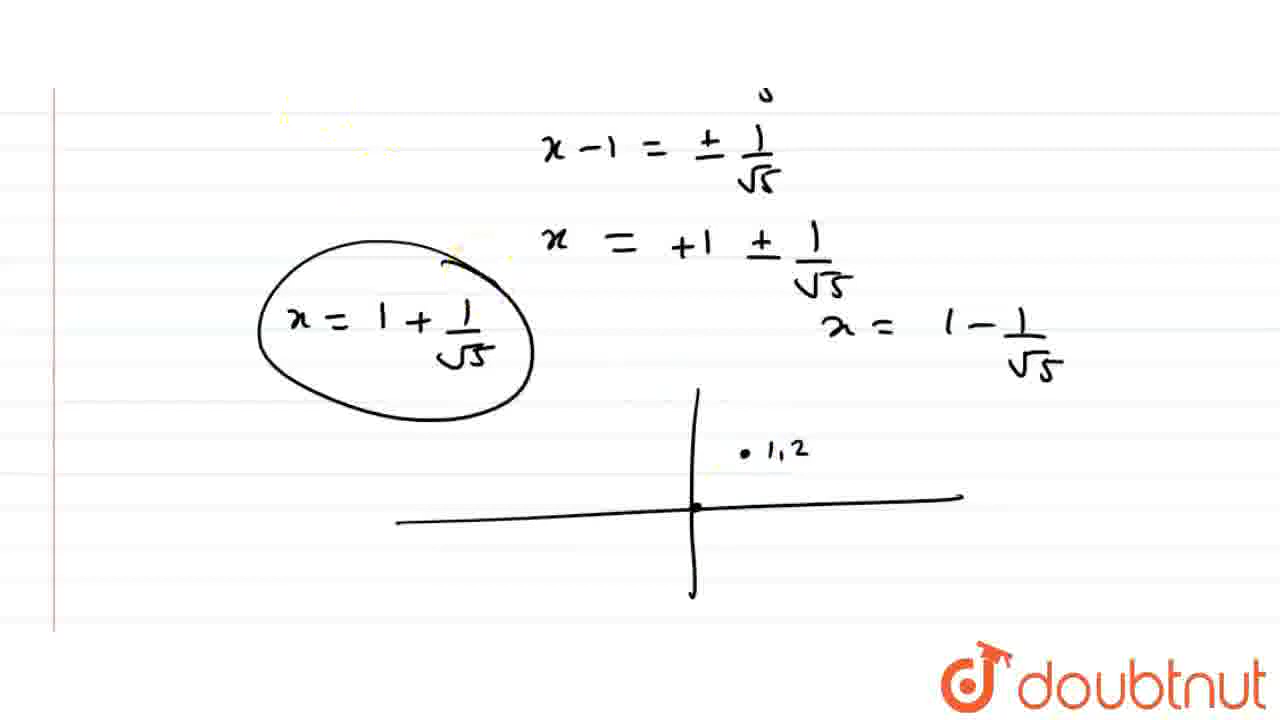 x - 1 = ± 1/√5
x = +1 ± 1/√5
x = 1 + 1/√5
x = 1 - 1/√5
1, 2
doubtnut